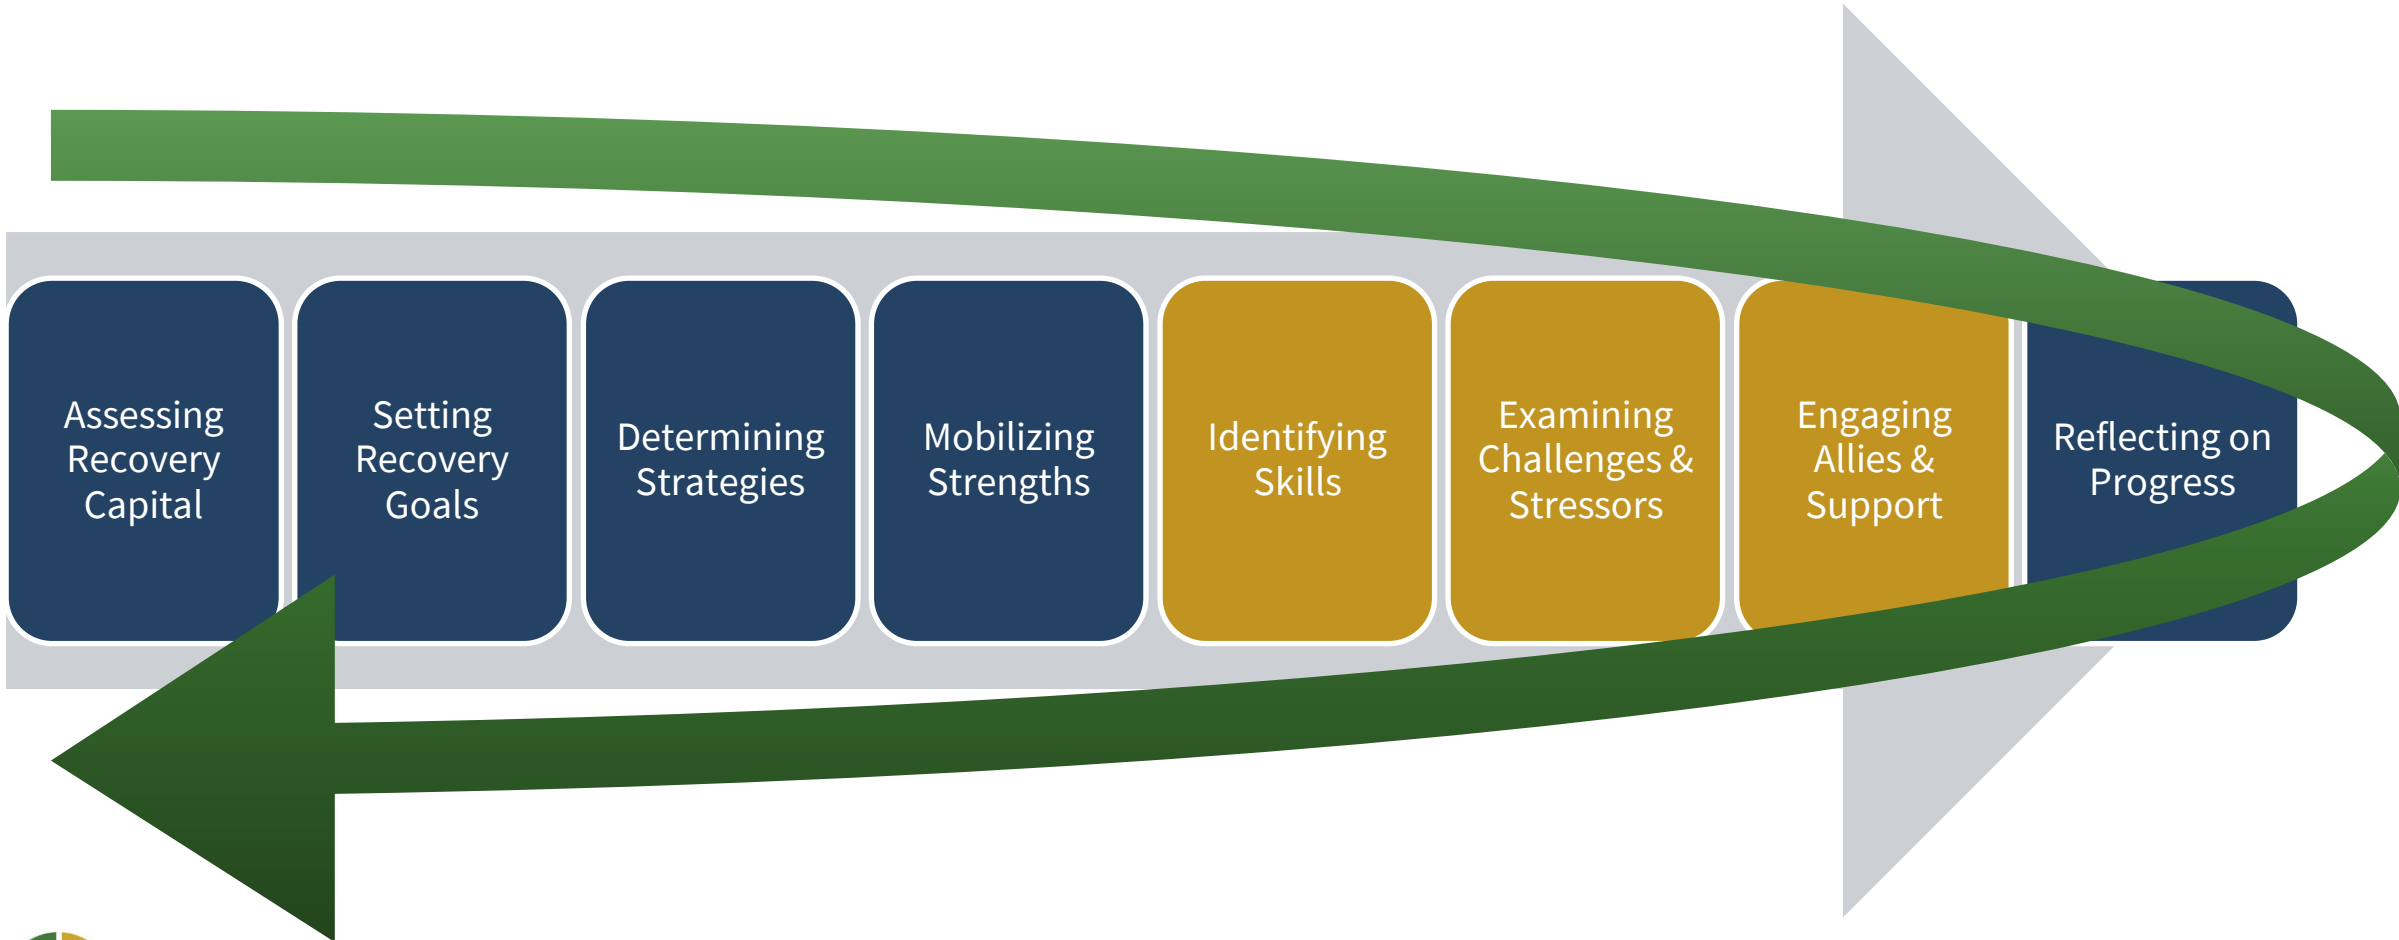 Assessing
Recovery
Capital
Setting
Recovery
Goals
Determining
Strategies
Mobilizing
Strengths
Identifying
Skills
Examining
Challenges &
Stressors
Engaging
Allies &
Support
Reflecting on
Progress